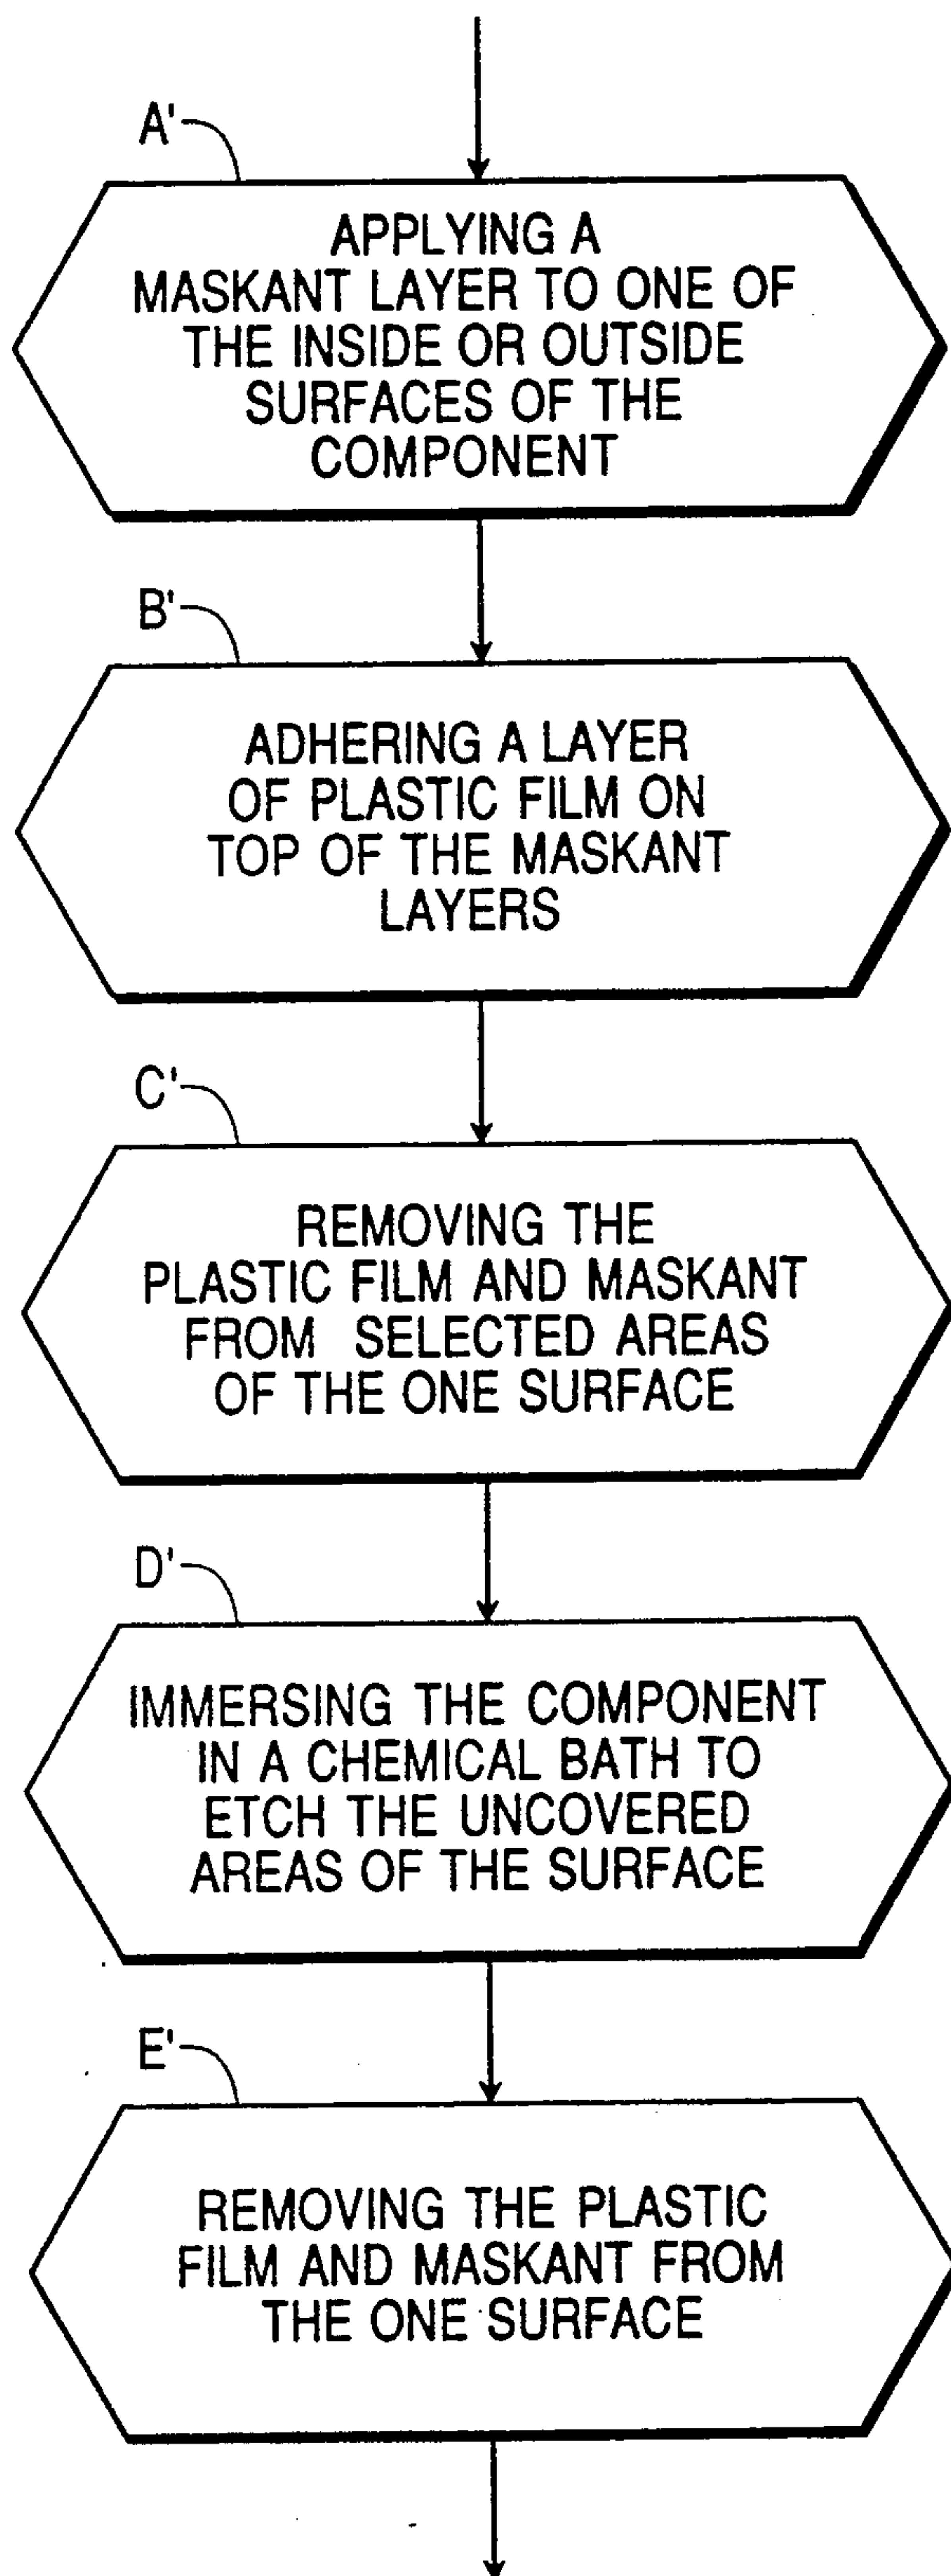 A'
APPLYING A
MASKANT LAYER TO ONE OF
THE INSIDE OR OUTSIDE
SURFACES OF THE
COMPONENT
B'
ADHERING A LAYER
OF PLASTIC FILM ON
TOP OF THE MASKANT
LAYERS
C'
REMOVING THE
PLASTIC FILM AND MASKANT
FROM SELECTED AREAS
OF THE ONE SURFACE
D'
IMMERSING THE COMPONENT
IN A CHEMICAL BATH TO
ETCH THE UNCOVERED
AREAS OF THE SURFACE
E'
REMOVING THE PLASTIC
FILM AND MASKANT FROM
THE ONE SURFACE